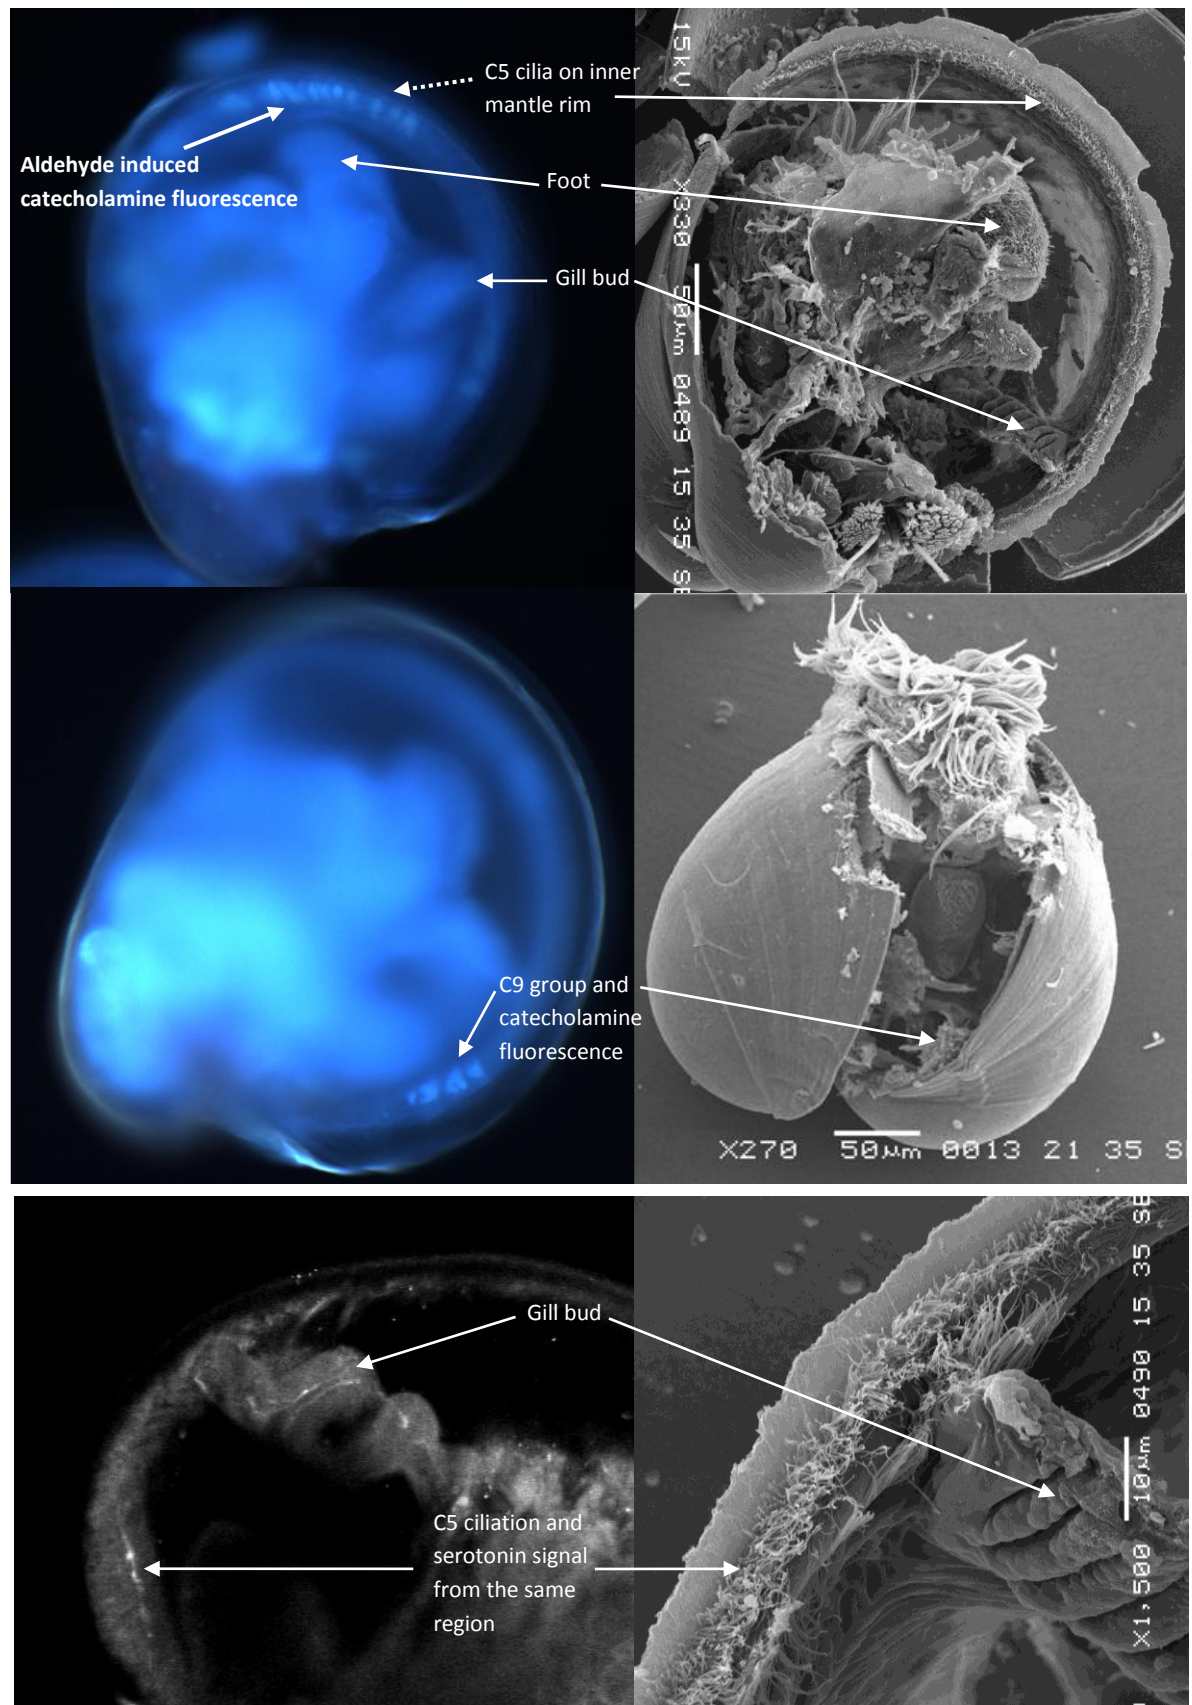 C5 cilia on inner
mantle rim
Aldehyde induced
catecholamine fluorescence
Foot
Gill bud
15kV X330 50µm 0489 15 35 SE
C9 group and
catecholamine
fluorescence
X270 50µm 0013 21 35 S
Gill bud
C5 ciliation and
serotonin signal
from the same
region
X1,500 10µm 0490 15 35 SE